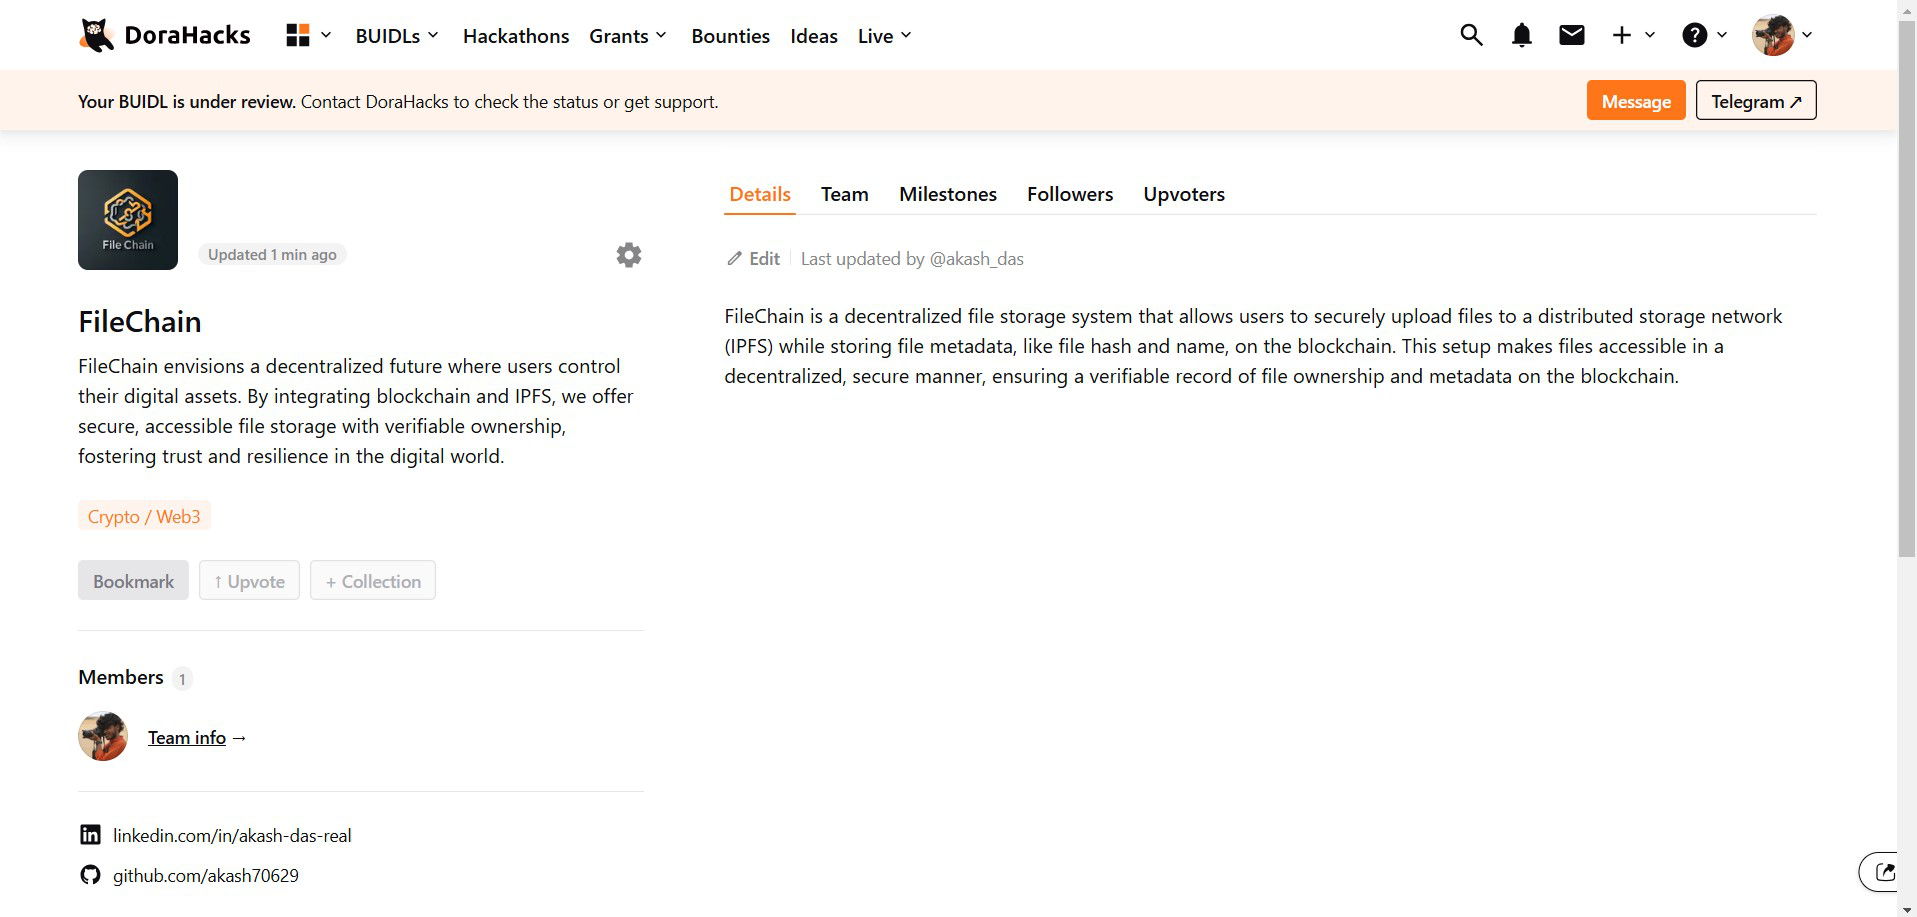 DoraHacks
BUIDLs
Hackathons
Grants
Bounties
Ideas
Live
Your BUIDL is under review. Contact DoraHacks to check the status or get support.
Message
Telegram ↗
File Chain
Updated 1 min ago
FileChain
FileChain envisions a decentralized future where users control
their digital assets. By integrating blockchain and IPFS, we offer
secure, accessible file storage with verifiable ownership,
fostering trust and resilience in the digital world.
Crypto / Web3
Bookmark
↑ Upvote
+ Collection
Members 1
Team info →
linkedin.com/in/akash-das-real
github.com/akash70629
Details
Team
Milestones
Followers
Upvoters
Edit
Last updated by @akash_das
FileChain is a decentralized file storage system that allows users to securely upload files to a distributed storage network
(IPFS) while storing file metadata, like file hash and name, on the blockchain. This setup makes files accessible in a
decentralized, secure manner, ensuring a verifiable record of file ownership and metadata on the blockchain.